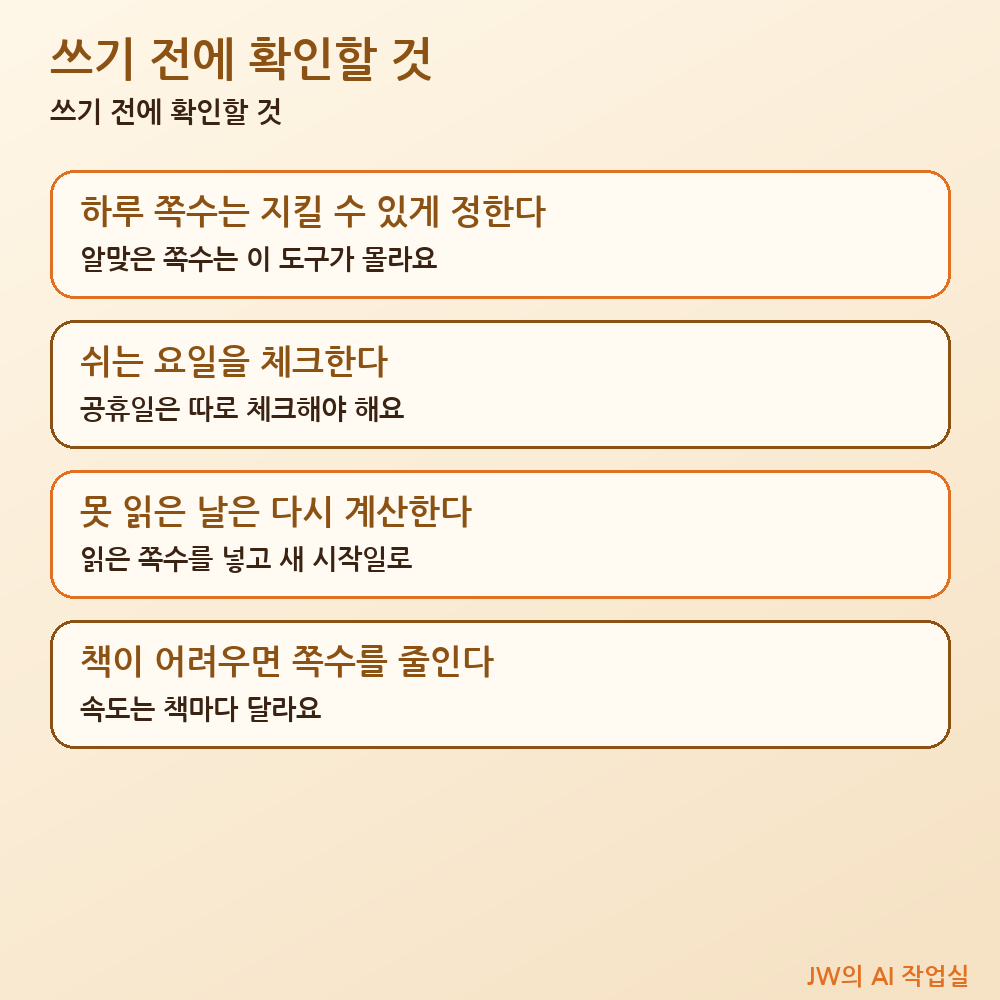 쓰기 전에 확인할 것
쓰기 전에 확인할 것
하루 쪽수는 지킬 수 있게 정한다
알맞은 쪽수는 이 도구가 몰라요
쉬는 요일을 체크한다
공휴일은 따로 체크해야 해요
못 읽은 날은 다시 계산한다
읽은 쪽수를 넣고 새 시작일로
책이 어려우면 쪽수를 줄인다
속도는 책마다 달라요
JW의 AI 작업실